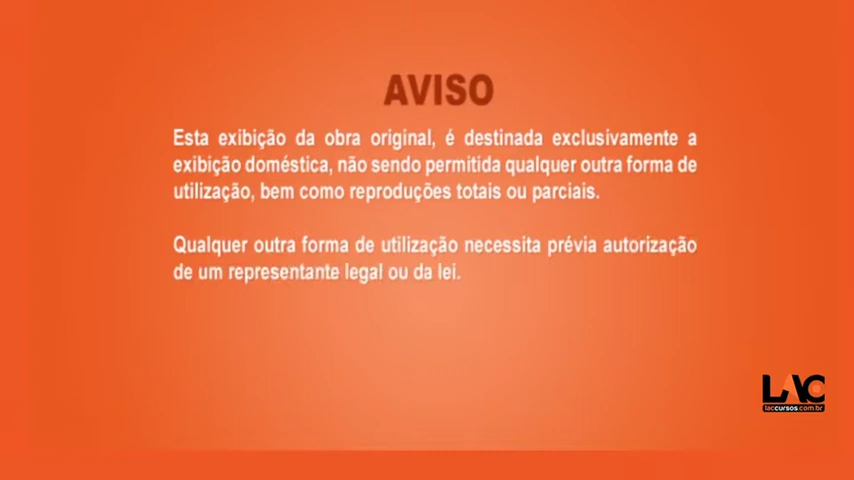 AVISO
Esta exibição da obra original, é destinada exclusivamente a
exibição doméstica, não sendo permitida qualquer outra forma de
utilização, bem como reproduções totais ou parciais.
Qualquer outra forma de utilização necessita prévia autorização
de um representante legal ou da lei.
LAC
laccursos.com.br